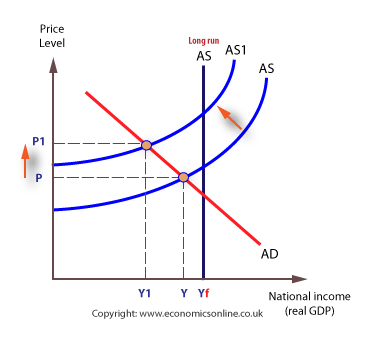 Price
Level
Long run
AS
AS1
AS
P1
P
AD
Y1
Y
Yf
National income
(real GDP)
Copyright: www.economicsonline.co.uk